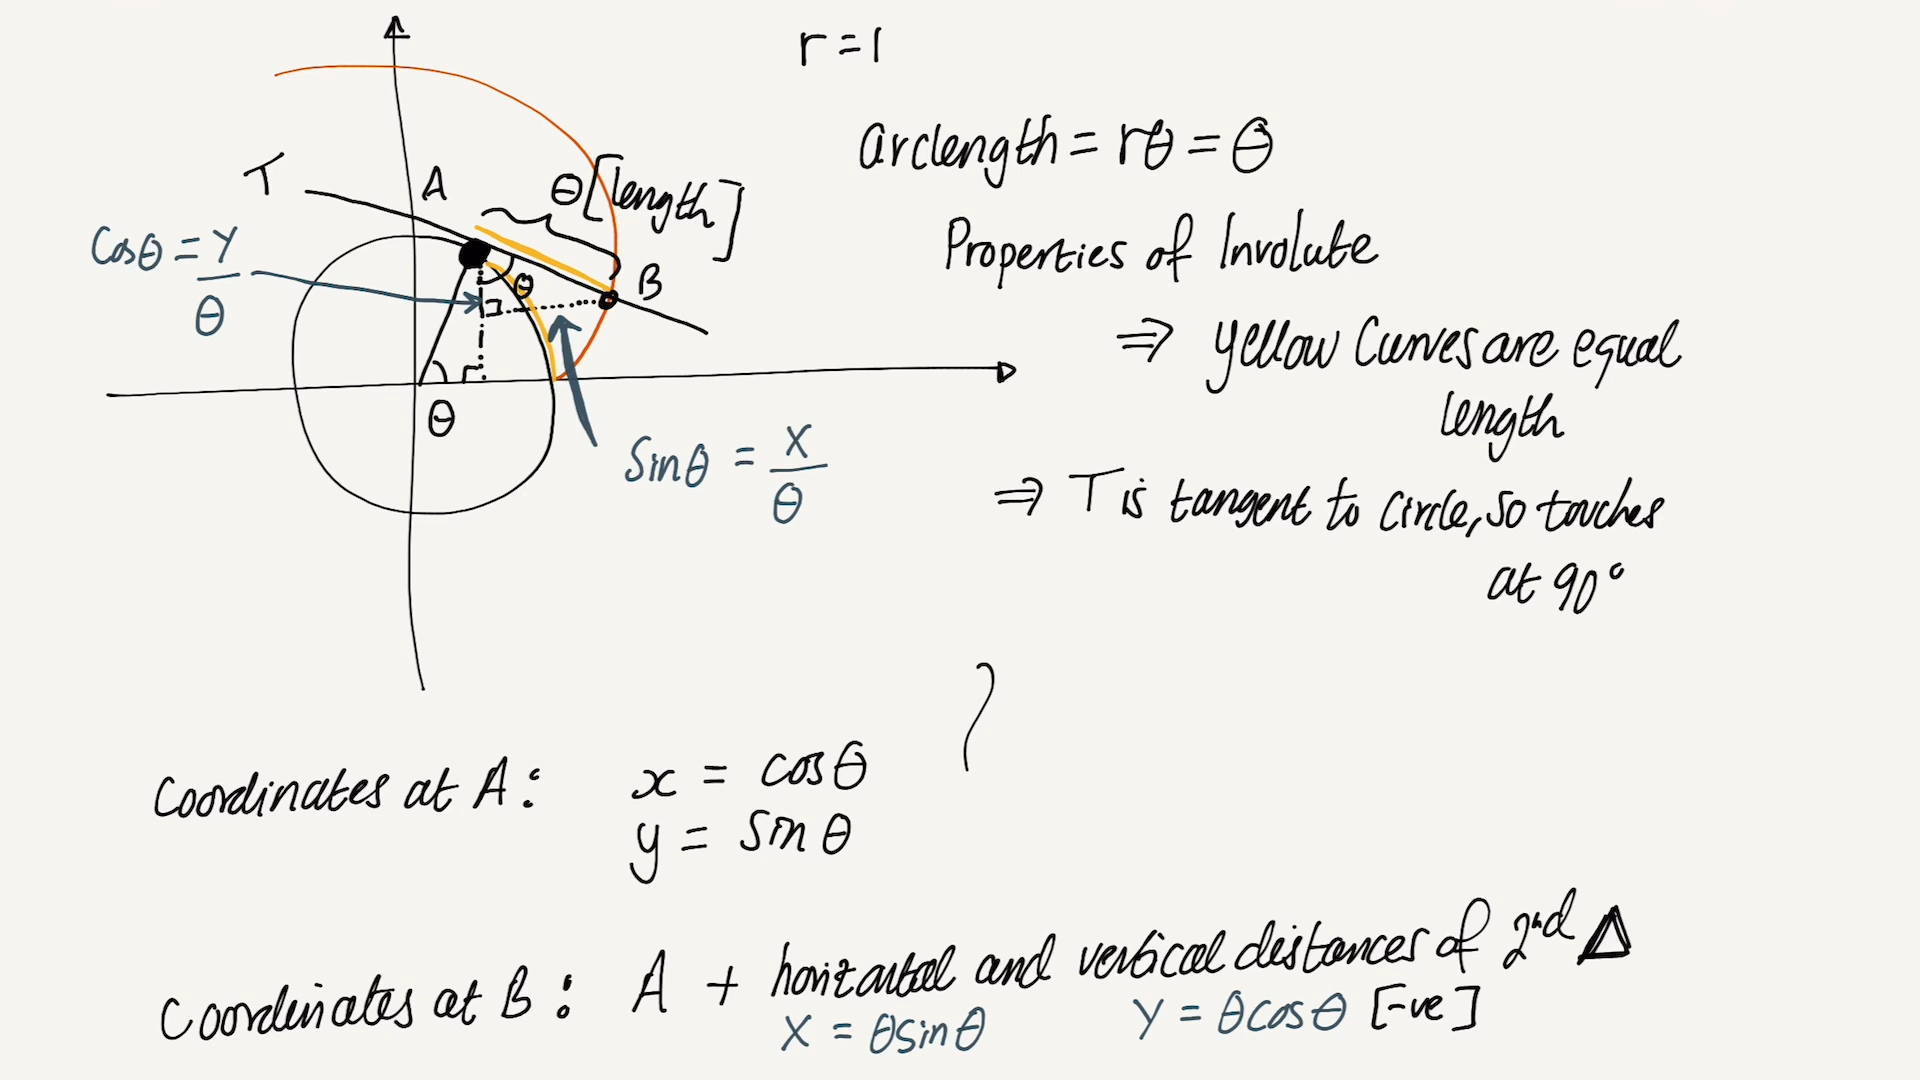 r = 1
arclength = rθ = θ
T
A
θ [length]
Cosθ = Y/θ
Properties of Involute
θ
B
⇒ yellow Curves are equal
length
θ
Sinθ = X/θ
⇒ T is tangent to circle, so touches
at 90°
Coordinates at A: x = cosθ
y = sinθ
Coordinates at B: A + horizontal and vertical distances of 2nd Δ
X = θsinθ Y = θcosθ [-ve]